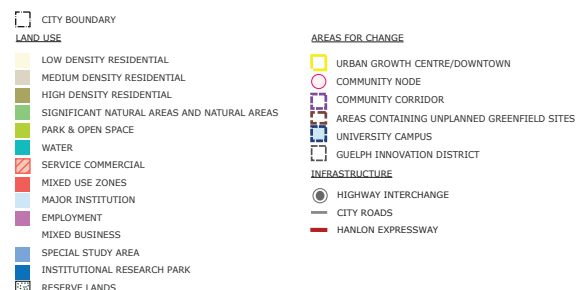 CITY BOUNDARY
LAND USE
LOW DENSITY RESIDENTIAL
MEDIUM DENSITY RESIDENTIAL
HIGH DENSITY RESIDENTIAL
SIGNIFICANT NATURAL AREAS AND NATURAL AREAS
PARK & OPEN SPACE
WATER
SERVICE COMMERCIAL
MIXED USE ZONES
MAJOR INSTITUTION
EMPLOYMENT
MIXED BUSINESS
SPECIAL STUDY AREA
INSTITUTIONAL RESEARCH PARK
RESERVE LANDS
AREAS FOR CHANGE
URBAN GROWTH CENTRE/DOWNTOWN
COMMUNITY NODE
COMMUNITY CORRIDOR
AREAS CONTAINING UNPLANNED GREENFIELD SITES
UNIVERSITY CAMPUS
GUELPH INNOVATION DISTRICT
INFRASTRUCTURE
HIGHWAY INTERCHANGE
CITY ROADS
HANLON EXPRESSWAY